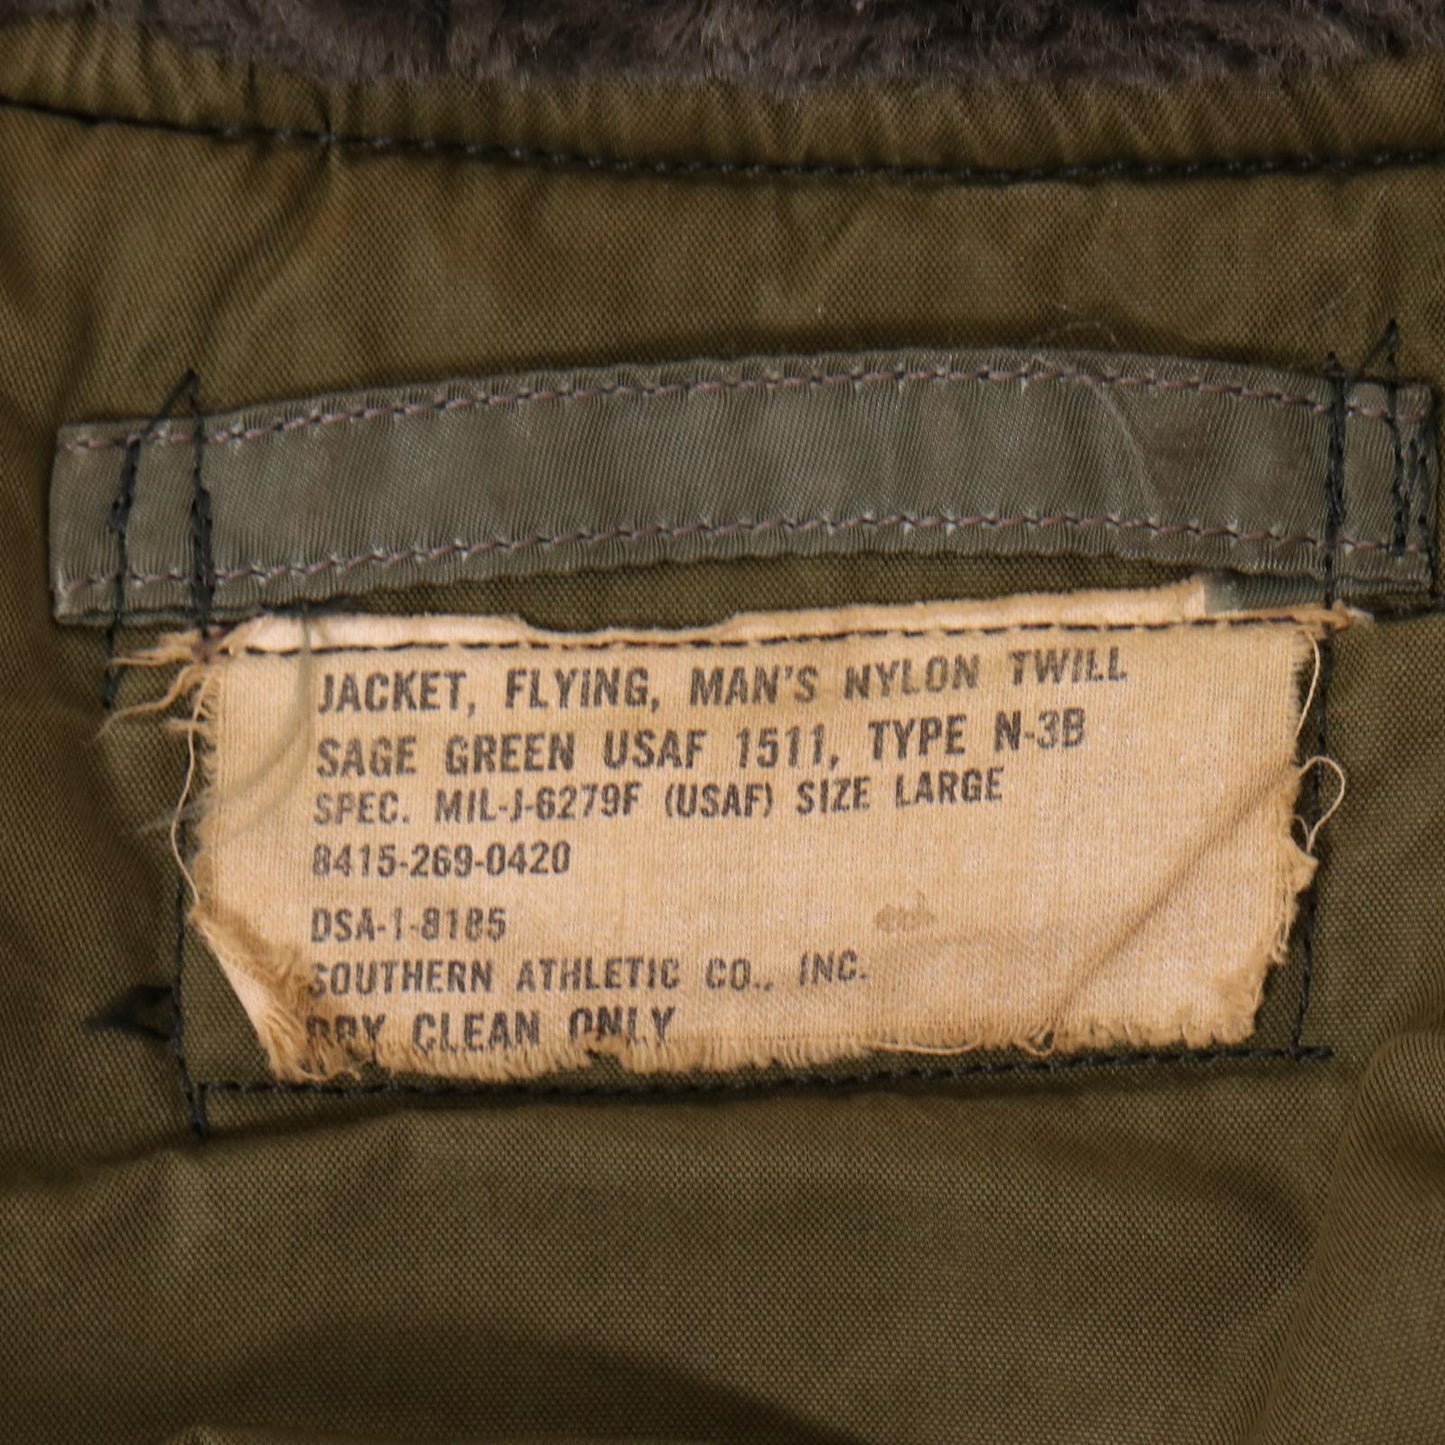 JACKET, FLYING, MAN'S NYLON TWILL
SAGE GREEN USAF 1511, TYPE N-3B
SPEC. MIL-J-6279F (USAF) SIZE LARGE
8415-269-0420
DSA-1-8185
SOUTHERN ATHLETIC CO., INC.
DRY CLEAN ONLY